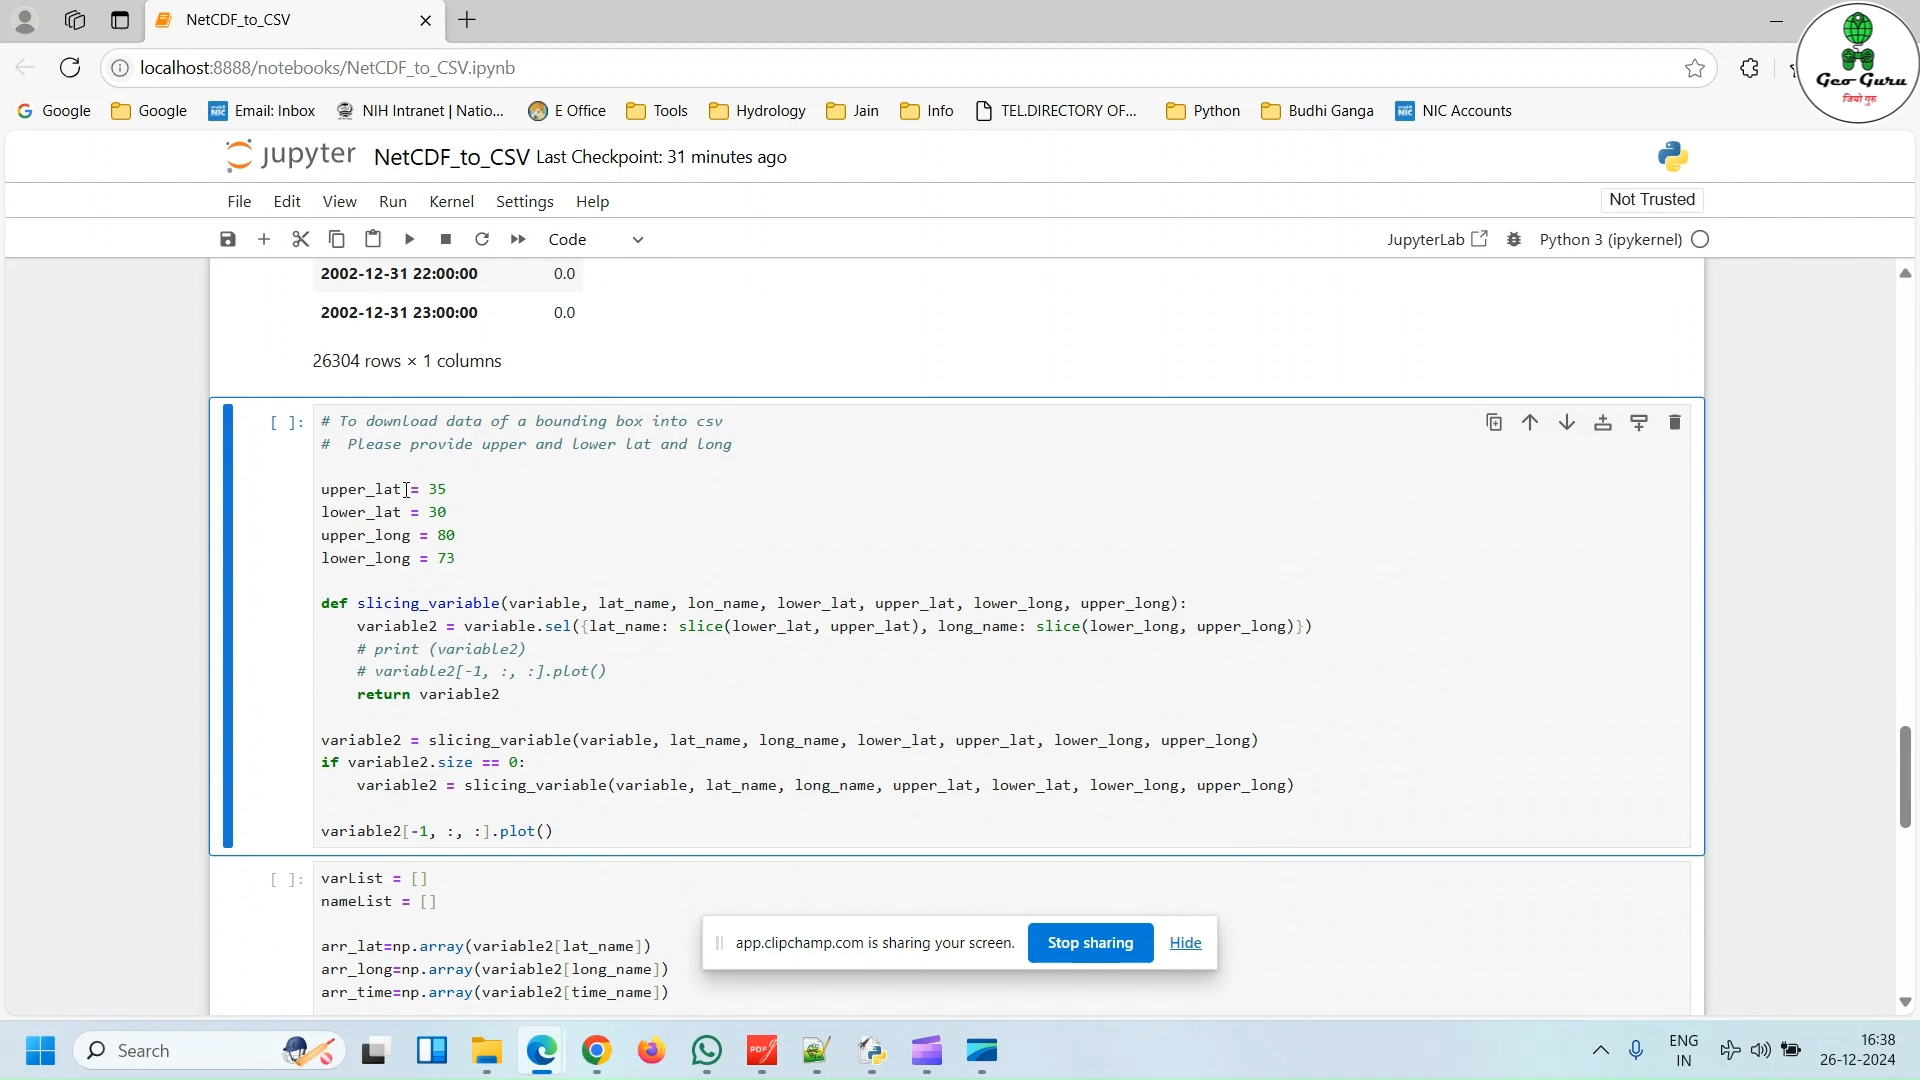 NetCDF_to_CSV
localhost:8888/notebooks/NetCDF_to_CSV.ipynb
Geo Guru
जियो गुरु
Google
Google
Email: Inbox
NIH Intranet | Natio...
E Office
Tools
Hydrology
Jain
Info
TEL.DIRECTORY OF...
Python
Budhi Ganga
NIC Accounts
jupyter NetCDF_to_CSV Last Checkpoint: 31 minutes ago
File Edit View Run Kernel Settings Help
Not Trusted
Code
JupyterLab
Python 3 (ipykernel)
2002-12-31 22:00:00 0.0
2002-12-31 23:00:00 0.0
26304 rows × 1 columns
[ ]:
# To download data of a bounding box into csv
# Please provide upper and lower lat and long
upper_lat = 35
lower_lat = 30
upper_long = 80
lower_long = 73
def slicing_variable(variable, lat_name, lon_name, lower_lat, upper_lat, lower_long, upper_long):
variable2 = variable.sel({lat_name: slice(lower_lat, upper_lat), long_name: slice(lower_long, upper_long)})
# print (variable2)
# variable2[-1, :, :].plot()
return variable2
variable2 = slicing_variable(variable, lat_name, long_name, lower_lat, upper_lat, lower_long, upper_long)
if variable2.size == 0:
variable2 = slicing_variable(variable, lat_name, long_name, upper_lat, lower_lat, lower_long, upper_long)
variable2[-1, :, :].plot()
[ ]:
varList = []
nameList = []
arr_lat=np.array(variable2[lat_name])
arr_long=np.array(variable2[long_name])
arr_time=np.array(variable2[time_name])
app.clipchamp.com is sharing your screen.
Stop sharing
Hide
Search
ENG
IN
16:38
26-12-2024